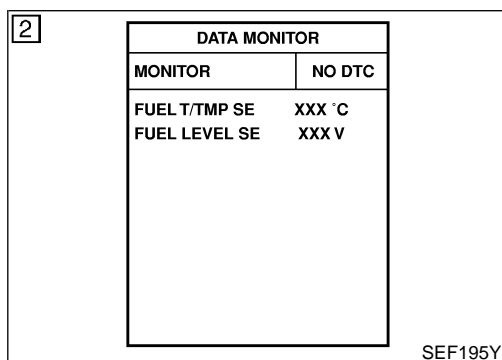 2
DATA MONITOR
MONITOR NO DTC
FUEL T/TMP SE XXX °C
FUEL LEVEL SE XXX V
SEF195Y